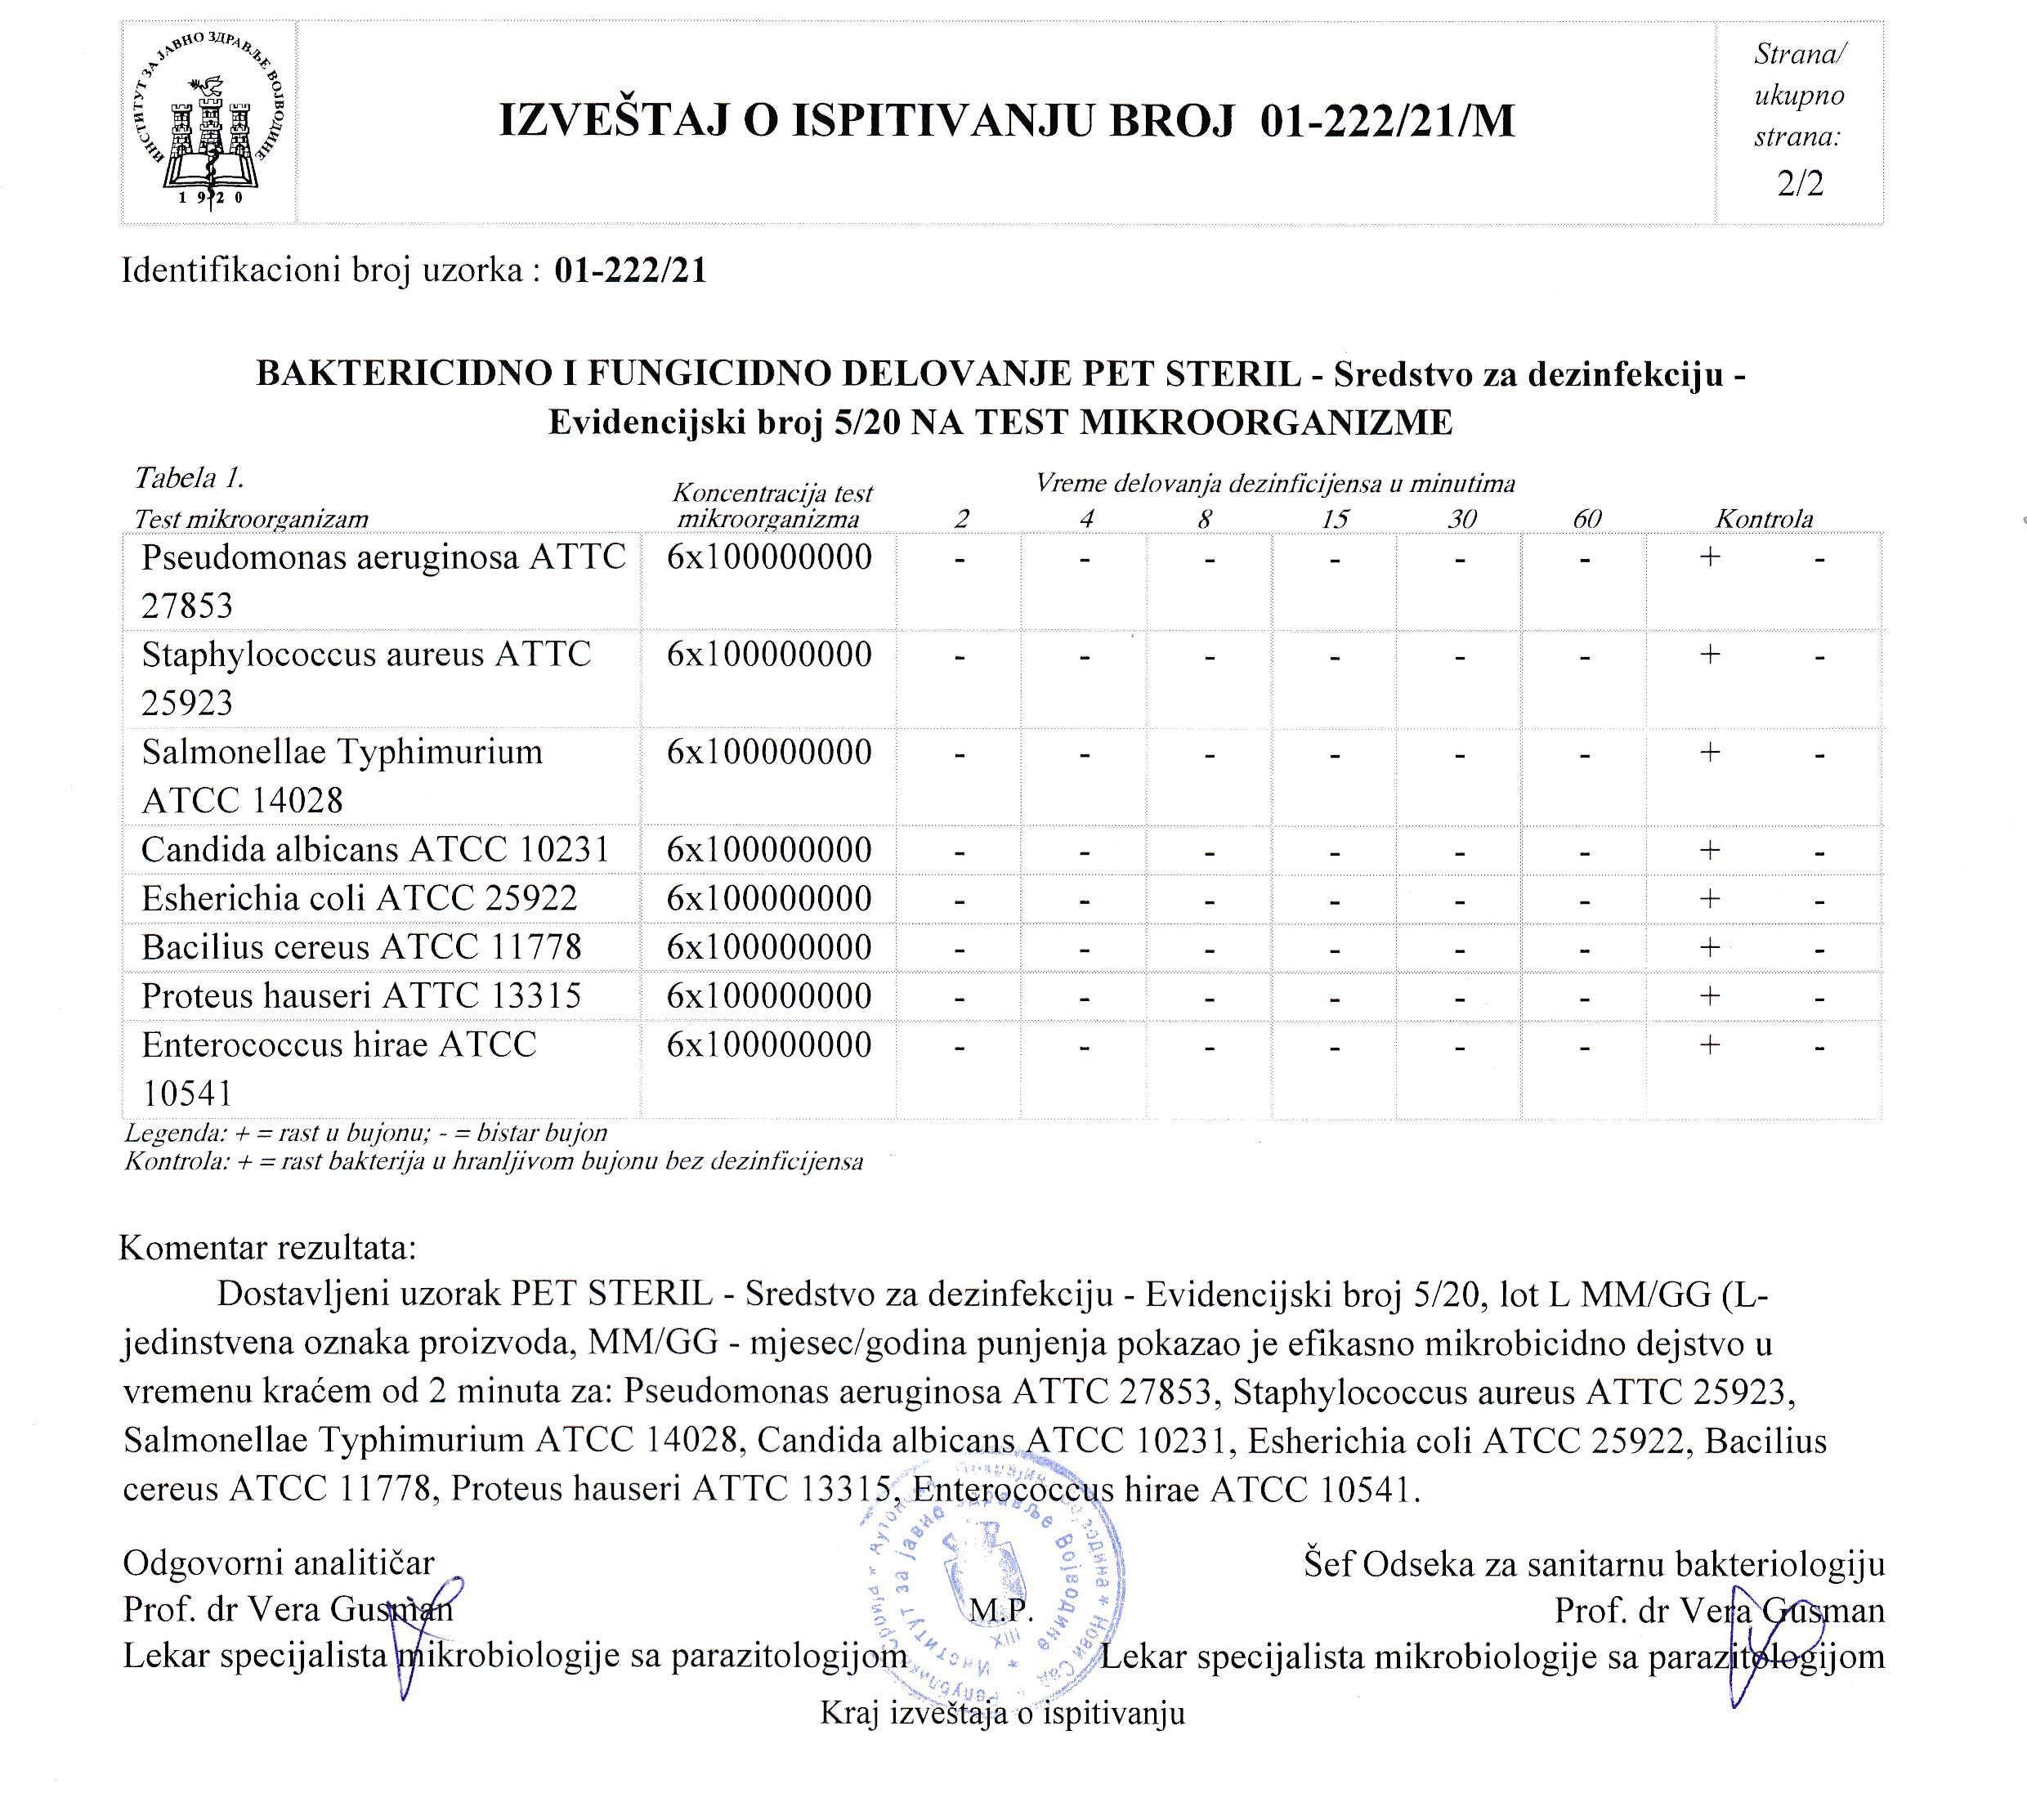 ИНСТИТУТ ЗА ЈАВНО ЗДРАВЉЕ ВОЈВОДИНЕ
1920
IZVEŠTAJ O ISPITIVANJU BROJ 01-222/21/M
Strana/
ukupno
strana:
2/2
Identifikacioni broj uzorka : 01-222/21
BAKTERICIDNO I FUNGICIDNO DELOVANJE PET STERIL - Sredstvo za dezinfekciju -
Evidencijski broj 5/20 NA TEST MIKROORGANIZME
Tabela 1.
Koncentracija test Vreme delovanja dezinficijensa u minutima
Test mikroorganizam mikroorganizma 2 4 8 15 30 60 Kontrola
Pseudomonas aeruginosa ATTC 6x100000000 - - - - - - + -
27853
Staphylococcus aureus ATTC 6x100000000 - - - - - - + -
25923
Salmonellae Typhimurium 6x100000000 - - - - - - + -
ATCC 14028
Candida albicans ATCC 10231 6x100000000 - - - - - - + -
Esherichia coli ATCC 25922 6x100000000 - - - - - - + -
Bacilius cereus ATCC 11778 6x100000000 - - - - - - + -
Proteus hauseri ATTC 13315 6x100000000 - - - - - - + -
Enterococcus hirae ATCC 6x100000000 - - - - - - + -
10541
Legenda: + = rast u bujonu; - = bistar bujon
Kontrola: + = rast bakterija u hranljivom bujonu bez dezinficijensa
Komentar rezultata:
Dostavljeni uzorak PET STERIL - Sredstvo za dezinfekciju - Evidencijski broj 5/20, lot L MM/GG (L-
jedinstvena oznaka proizvoda, MM/GG - mjesec/godina punjenja pokazao je efikasno mikrobicidno dejstvo u
vremenu kraćem od 2 minuta za: Pseudomonas aeruginosa ATTC 27853, Staphylococcus aureus ATTC 25923,
Salmonellae Typhimurium ATCC 14028, Candida albicans ATCC 10231, Esherichia coli ATCC 25922, Bacilius
cereus ATCC 11778, Proteus hauseri ATTC 13315, Enterococcus hirae ATCC 10541.
Odgovorni analitičar Šef Odseka za sanitarnu bakteriologiju
Prof. dr Vera Gusman M.P. Prof. dr Vera Gusman
Lekar specijalista mikrobiologije sa parazitologijom Lekar specijalista mikrobiologije sa parazitologijom
Институт за јавно здравље Војводине
Нови Сад
XIII
Kraj izveštaja o ispitivanju